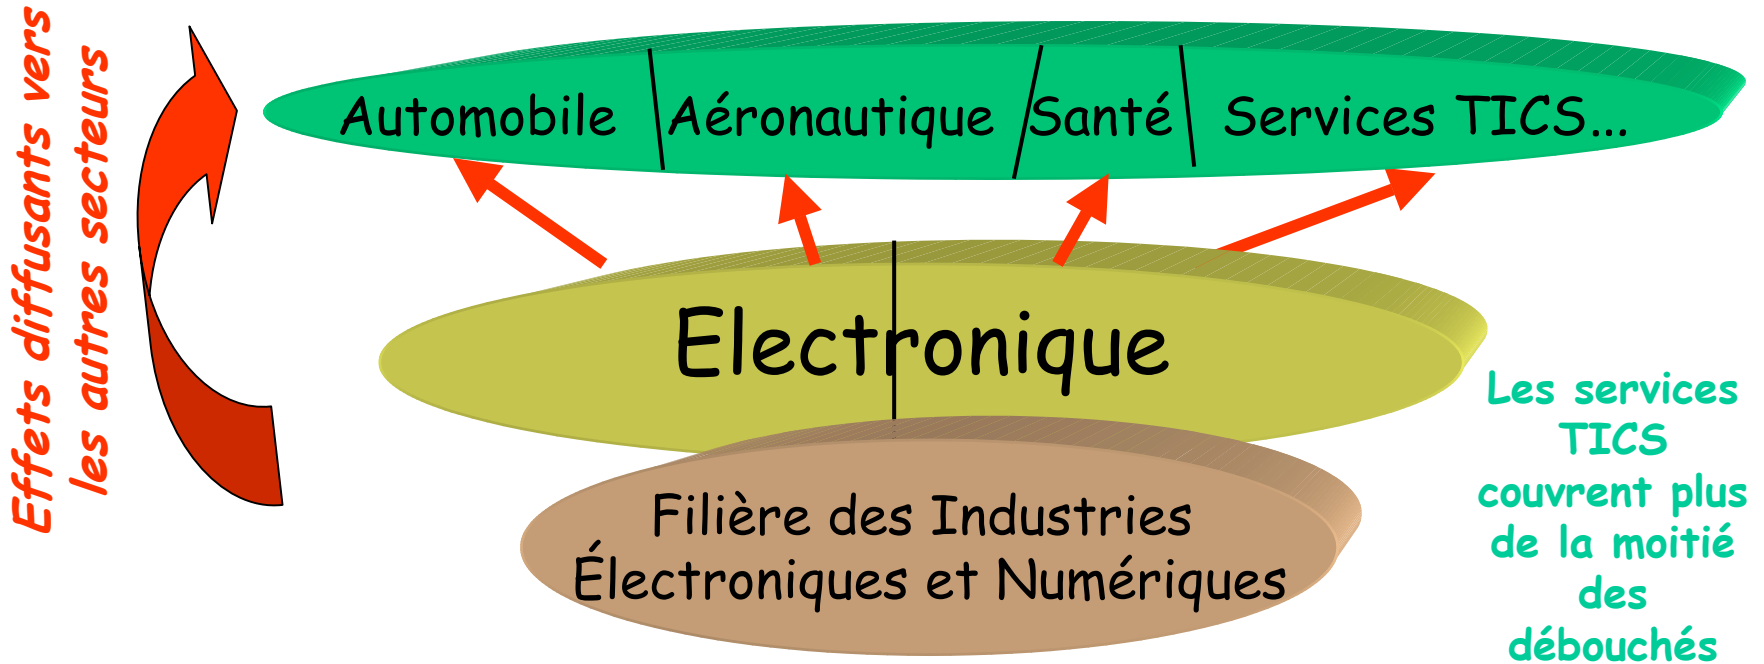 Effets diffusants vers
les autres secteurs
Automobile
Aéronautique
Santé
Services TICS...
Electronique
Filière des Industries
Électroniques et Numériques
Les services
TICS
couvrent plus
de la moitié
des
débouchés